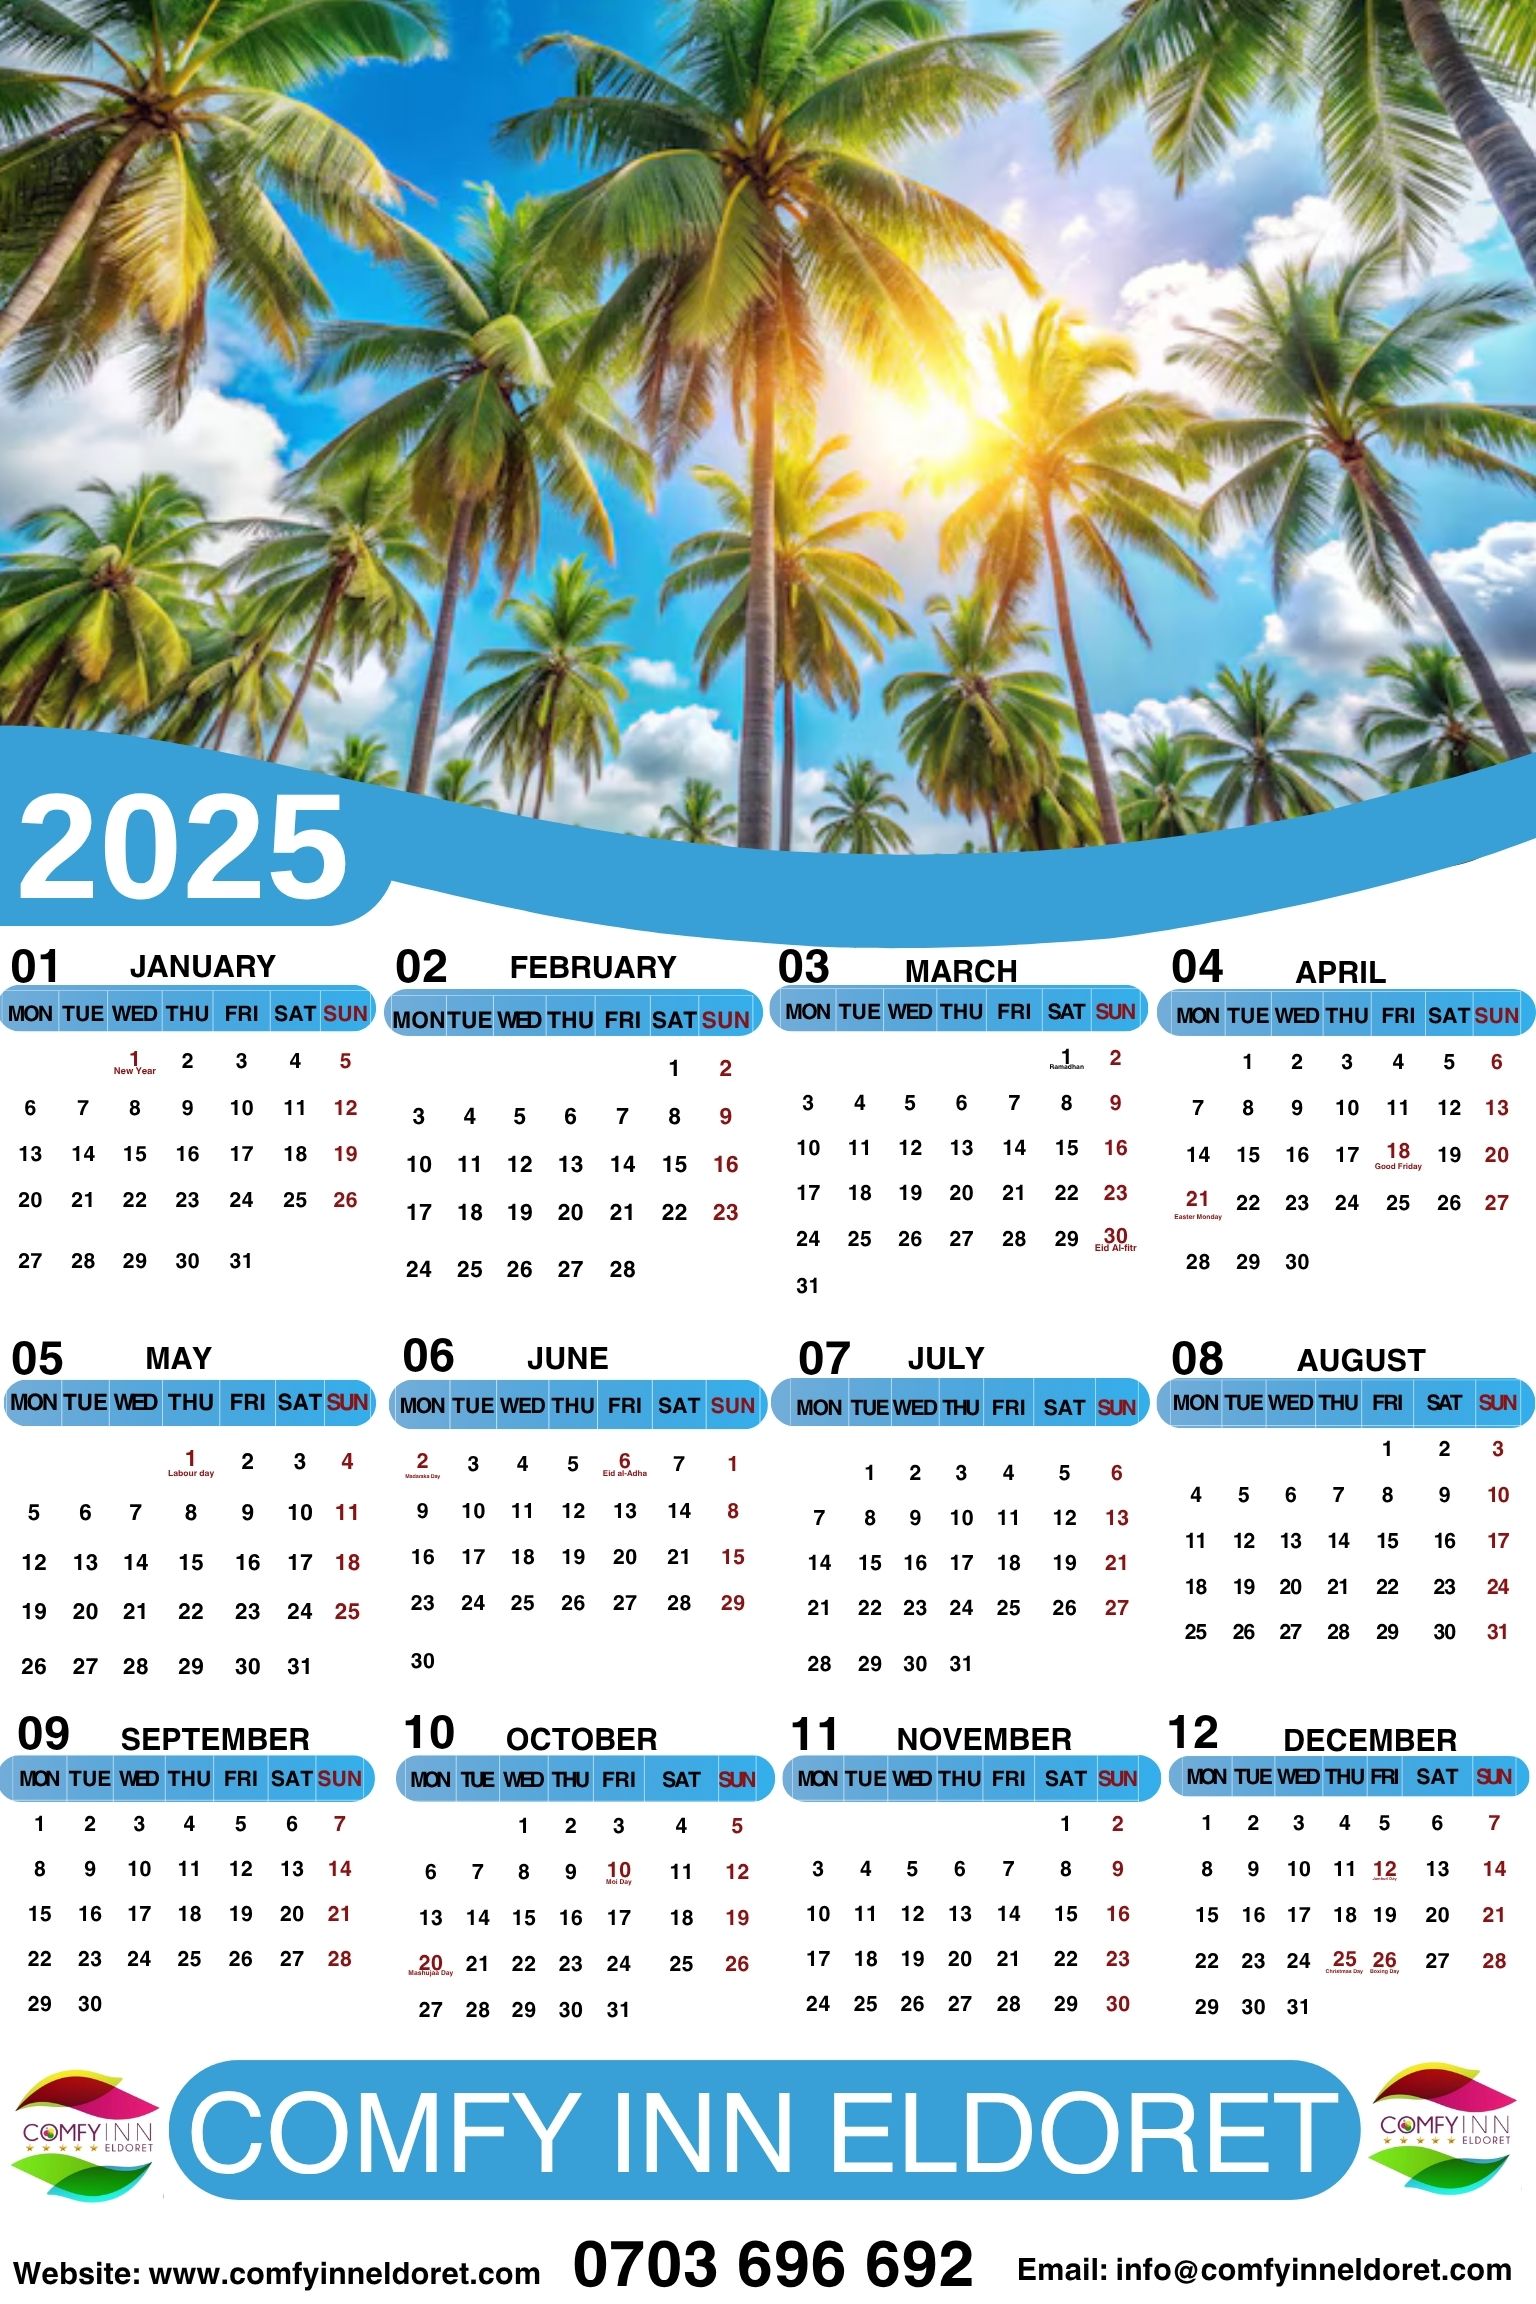 2025
01 JANUARY
MON TUE WED THU FRI SAT SUN
1 2 3 4 5
New Year
6 7 8 9 10 11 12
13 14 15 16 17 18 19
20 21 22 23 24 25 26
27 28 29 30 31
02 FEBRUARY
MON TUE WED THU FRI SAT SUN
1 2
3 4 5 6 7 8 9
10 11 12 13 14 15 16
17 18 19 20 21 22 23
24 25 26 27 28
03 MARCH
MON TUE WED THU FRI SAT SUN
1 2
Ramadhan
3 4 5 6 7 8 9
10 11 12 13 14 15 16
17 18 19 20 21 22 23
24 25 26 27 28 29 30
Eid Al-fitr
31
04 APRIL
MON TUE WED THU FRI SAT SUN
1 2 3 4 5 6
7 8 9 10 11 12 13
14 15 16 17 18 19 20
Good Friday
21 22 23 24 25 26 27
Easter Monday
28 29 30
05 MAY
MON TUE WED THU FRI SAT SUN
1 2 3 4
Labour day
5 6 7 8 9 10 11
12 13 14 15 16 17 18
19 20 21 22 23 24 25
26 27 28 29 30 31
06 JUNE
MON TUE WED THU FRI SAT SUN
2 3 4 5 6 7 1
Madaraka Day Eid al-Adha
9 10 11 12 13 14 8
16 17 18 19 20 21 15
23 24 25 26 27 28 29
30
07 JULY
MON TUE WED THU FRI SAT SUN
1 2 3 4 5 6
7 8 9 10 11 12 13
14 15 16 17 18 19 21
21 22 23 24 25 26 27
28 29 30 31
08 AUGUST
MON TUE WED THU FRI SAT SUN
1 2 3
4 5 6 7 8 9 10
11 12 13 14 15 16 17
18 19 20 21 22 23 24
25 26 27 28 29 30 31
09 SEPTEMBER
MON TUE WED THU FRI SAT SUN
1 2 3 4 5 6 7
8 9 10 11 12 13 14
15 16 17 18 19 20 21
22 23 24 25 26 27 28
29 30
10 OCTOBER
MON TUE WED THU FRI SAT SUN
1 2 3 4 5
6 7 8 9 10 11 12
Moi Day
13 14 15 16 17 18 19
20 21 22 23 24 25 26
Mashujaa Day
27 28 29 30 31
11 NOVEMBER
MON TUE WED THU FRI SAT SUN
1 2
3 4 5 6 7 8 9
10 11 12 13 14 15 16
17 18 19 20 21 22 23
24 25 26 27 28 29 30
12 DECEMBER
MON TUE WED THU FRI SAT SUN
1 2 3 4 5 6 7
8 9 10 11 12 13 14
Jamhuri Day
15 16 17 18 19 20 21
22 23 24 25 26 27 28
Christmas Day Boxing Day
29 30 31
COMFY INN
ELDORET
COMFY INN ELDORET
COMFY INN
ELDORET
Website: www.comfyinneldoret.com 0703 696 692 Email: info@comfyinneldoret.com